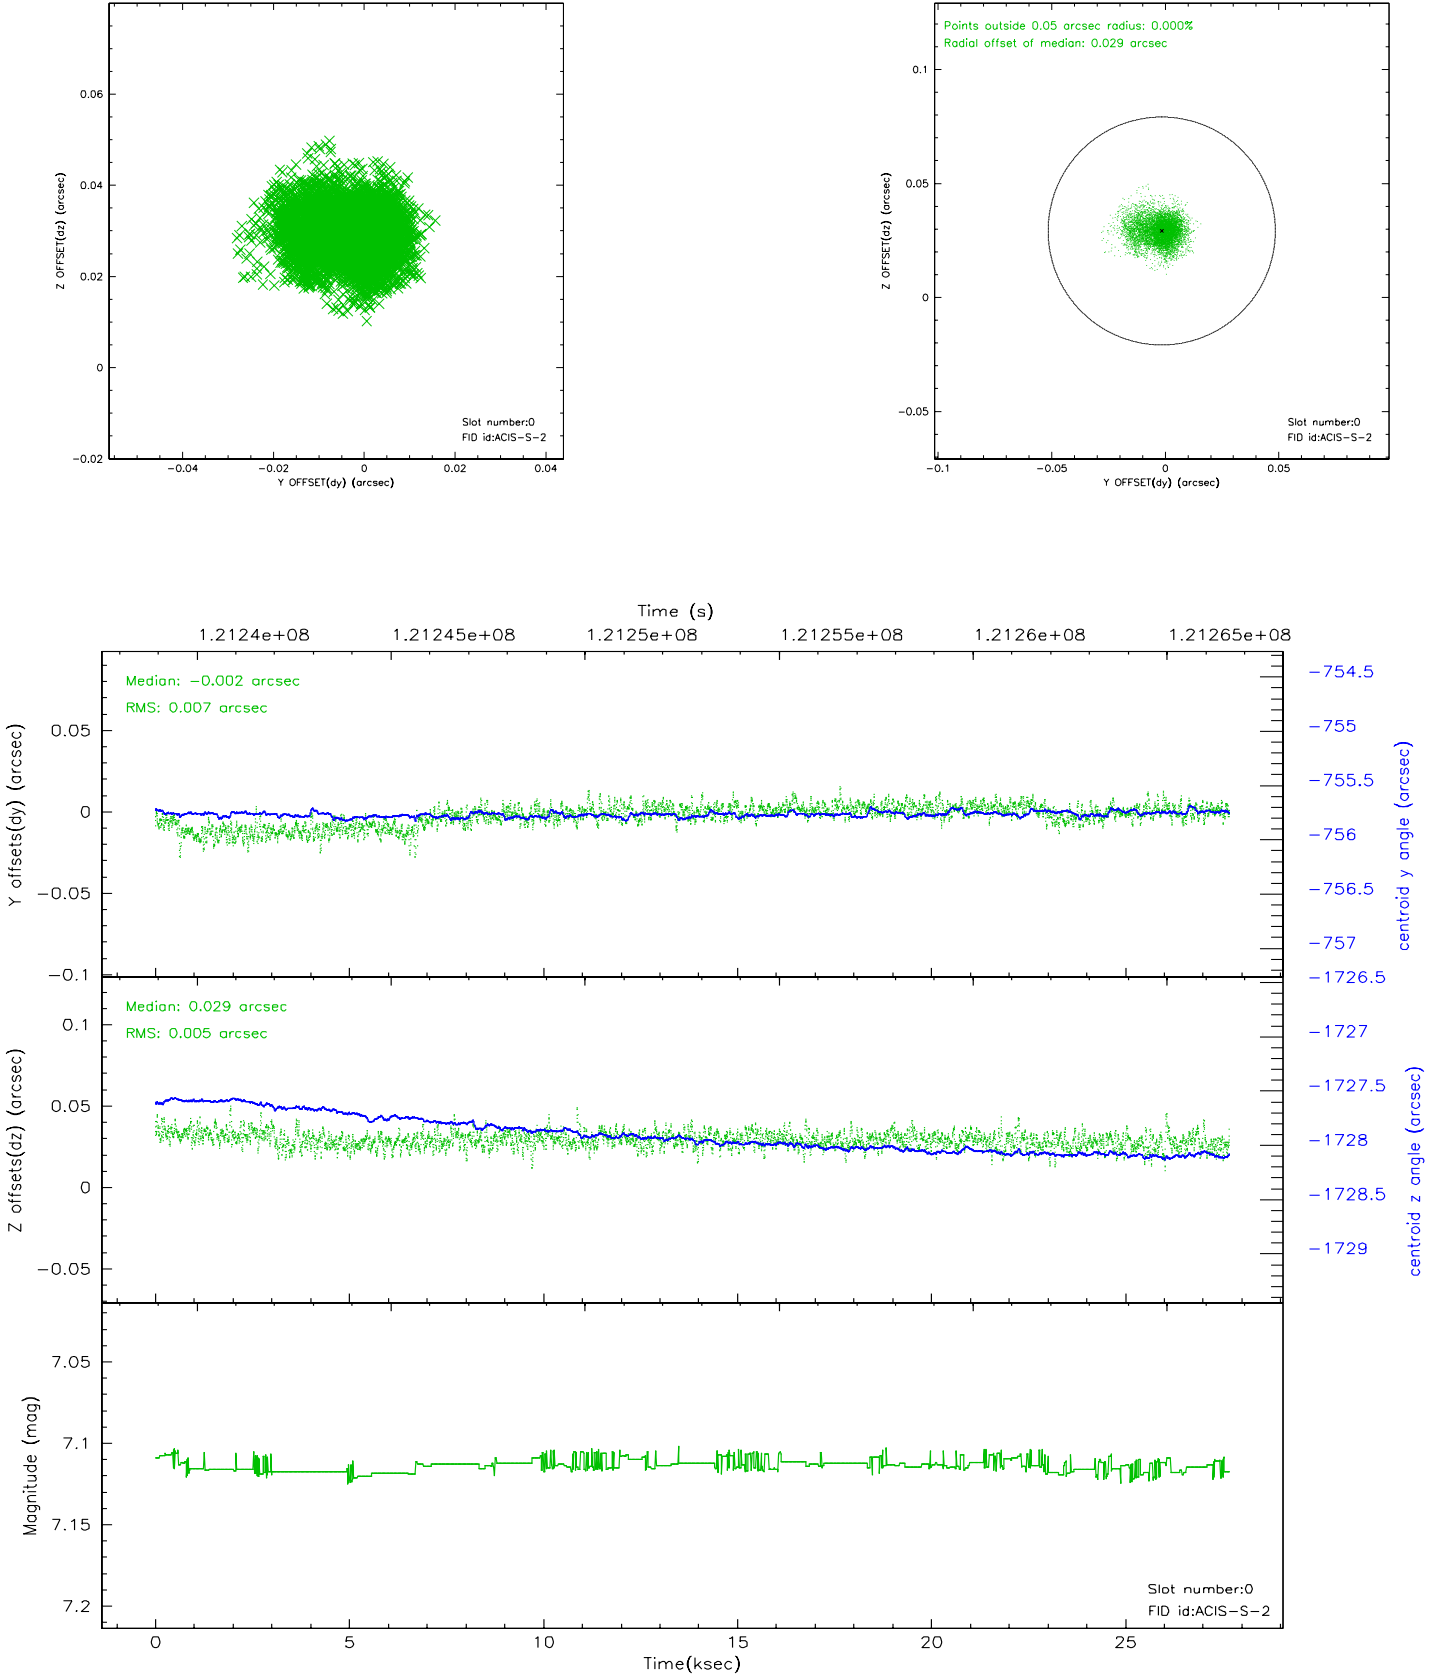 0.06
0.04
0.02
0
−0.02
Z OFFSET(dz) (arcsec)
−0.04
−0.02
0
0.02
0.04
Y OFFSET(dy) (arcsec)
Slot number:0
FID id:ACIS−S−2
Points outside 0.05 arcsec radius: 0.000%
Radial offset of median: 0.029 arcsec
0.1
0.05
0
−0.05
Z OFFSET(dz) (arcsec)
−0.1
−0.05
0
0.05
Y OFFSET(dy) (arcsec)
Slot number:0
FID id:ACIS−S−2
Time (s)
1.2124e+08
1.21245e+08
1.2125e+08
1.21255e+08
1.2126e+08
1.21265e+08
Median: −0.002 arcsec
RMS: 0.007 arcsec
0.05
0
−0.05
−0.1
Y offsets(dy) (arcsec)
−754.5
−755
−755.5
−756
−756.5
−757
centroid y angle (arcsec)
Median: 0.029 arcsec
RMS: 0.005 arcsec
0.1
0.05
0
−0.05
Z offsets(dz) (arcsec)
−1726.5
−1727
−1727.5
−1728
−1728.5
−1729
centroid z angle (arcsec)
7.05
7.1
7.15
7.2
Magnitude (mag)
Slot number:0
FID id:ACIS−S−2
0
5
10
15
20
25
Time(ksec)